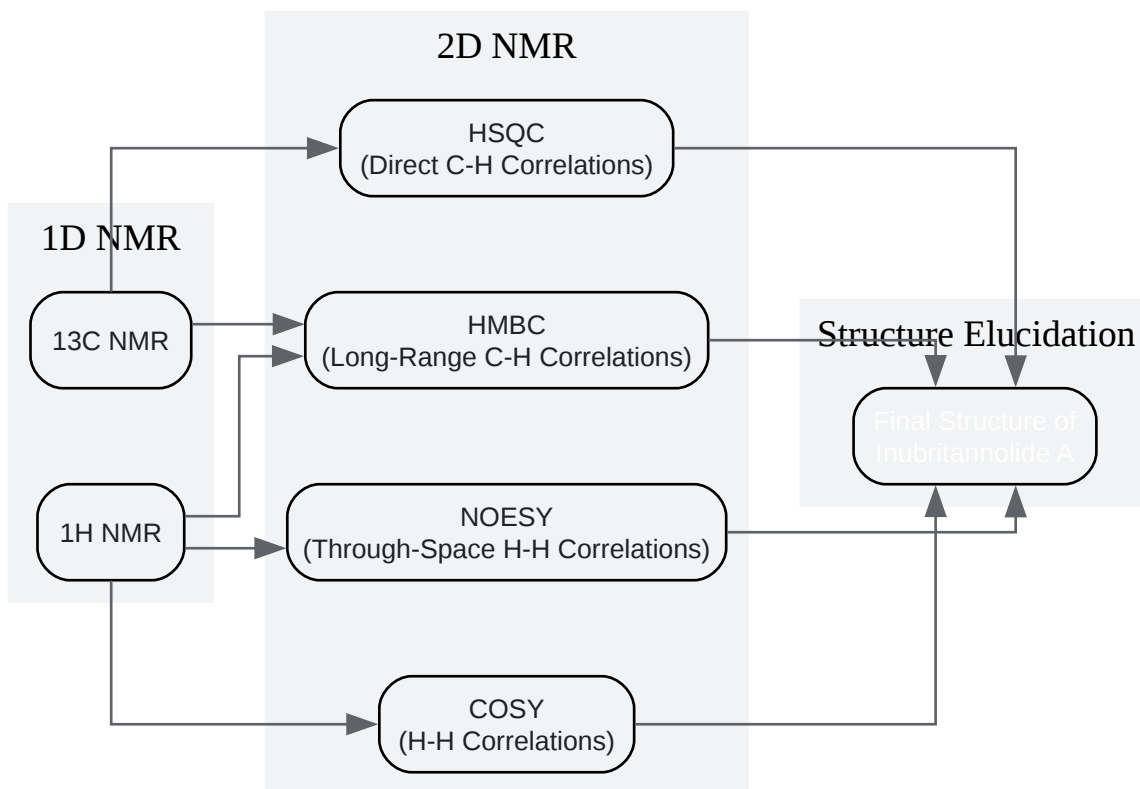 2D NMR
HSQC
(Direct C-H Correlations)
1D NMR
13C NMR
HMBC
(Long-Range C-H Correlations)
Structure Elucidation
Final Structure of
Inubritannolide A
1H NMR
NOESY
(Through-Space H-H Correlations)
COSY
(H-H Correlations)